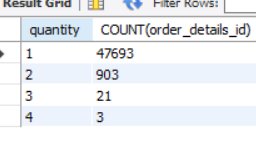 Result Grid Filter Rows:
quantity COUNT(order_details_id)
1 47693
2 903
3 21
4 3